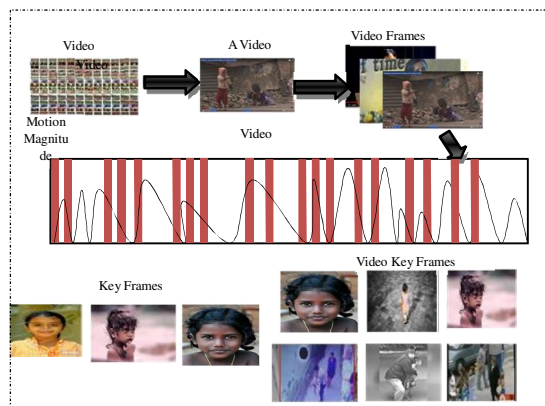 Video
Video
A Video
Video Frames
t time
Motion
Magnitu
de
Video
Video Key Frames
Key Frames